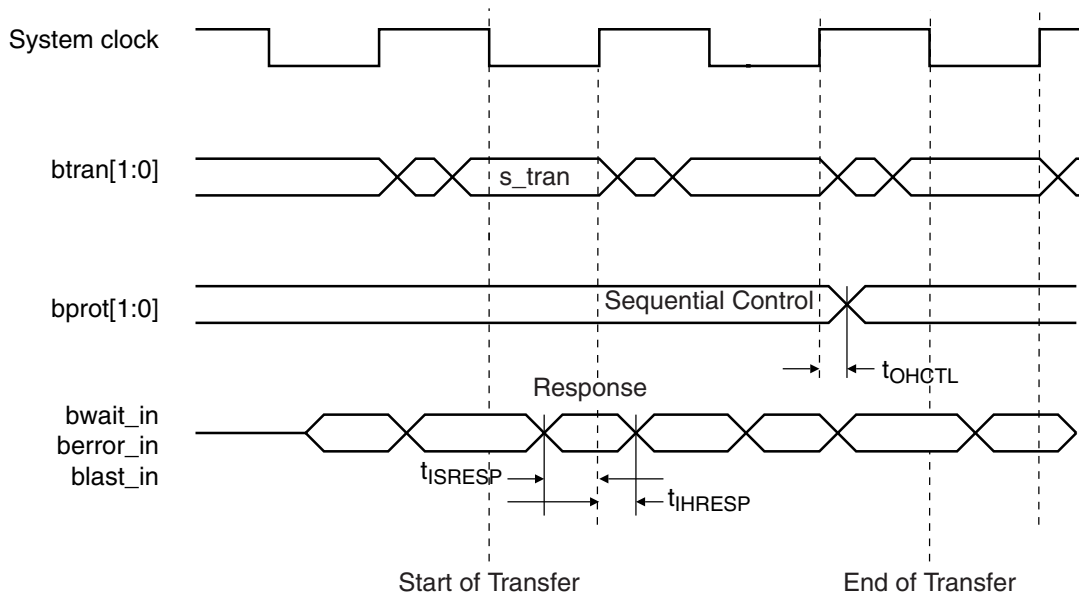 System clock
btran[1:0]
s_tran
bprot[1:0]
Sequential Control
tOHCTL
Response
bwait_in
berror_in
blast_in
tISRESP
tIHRESP
Start of Transfer
End of Transfer